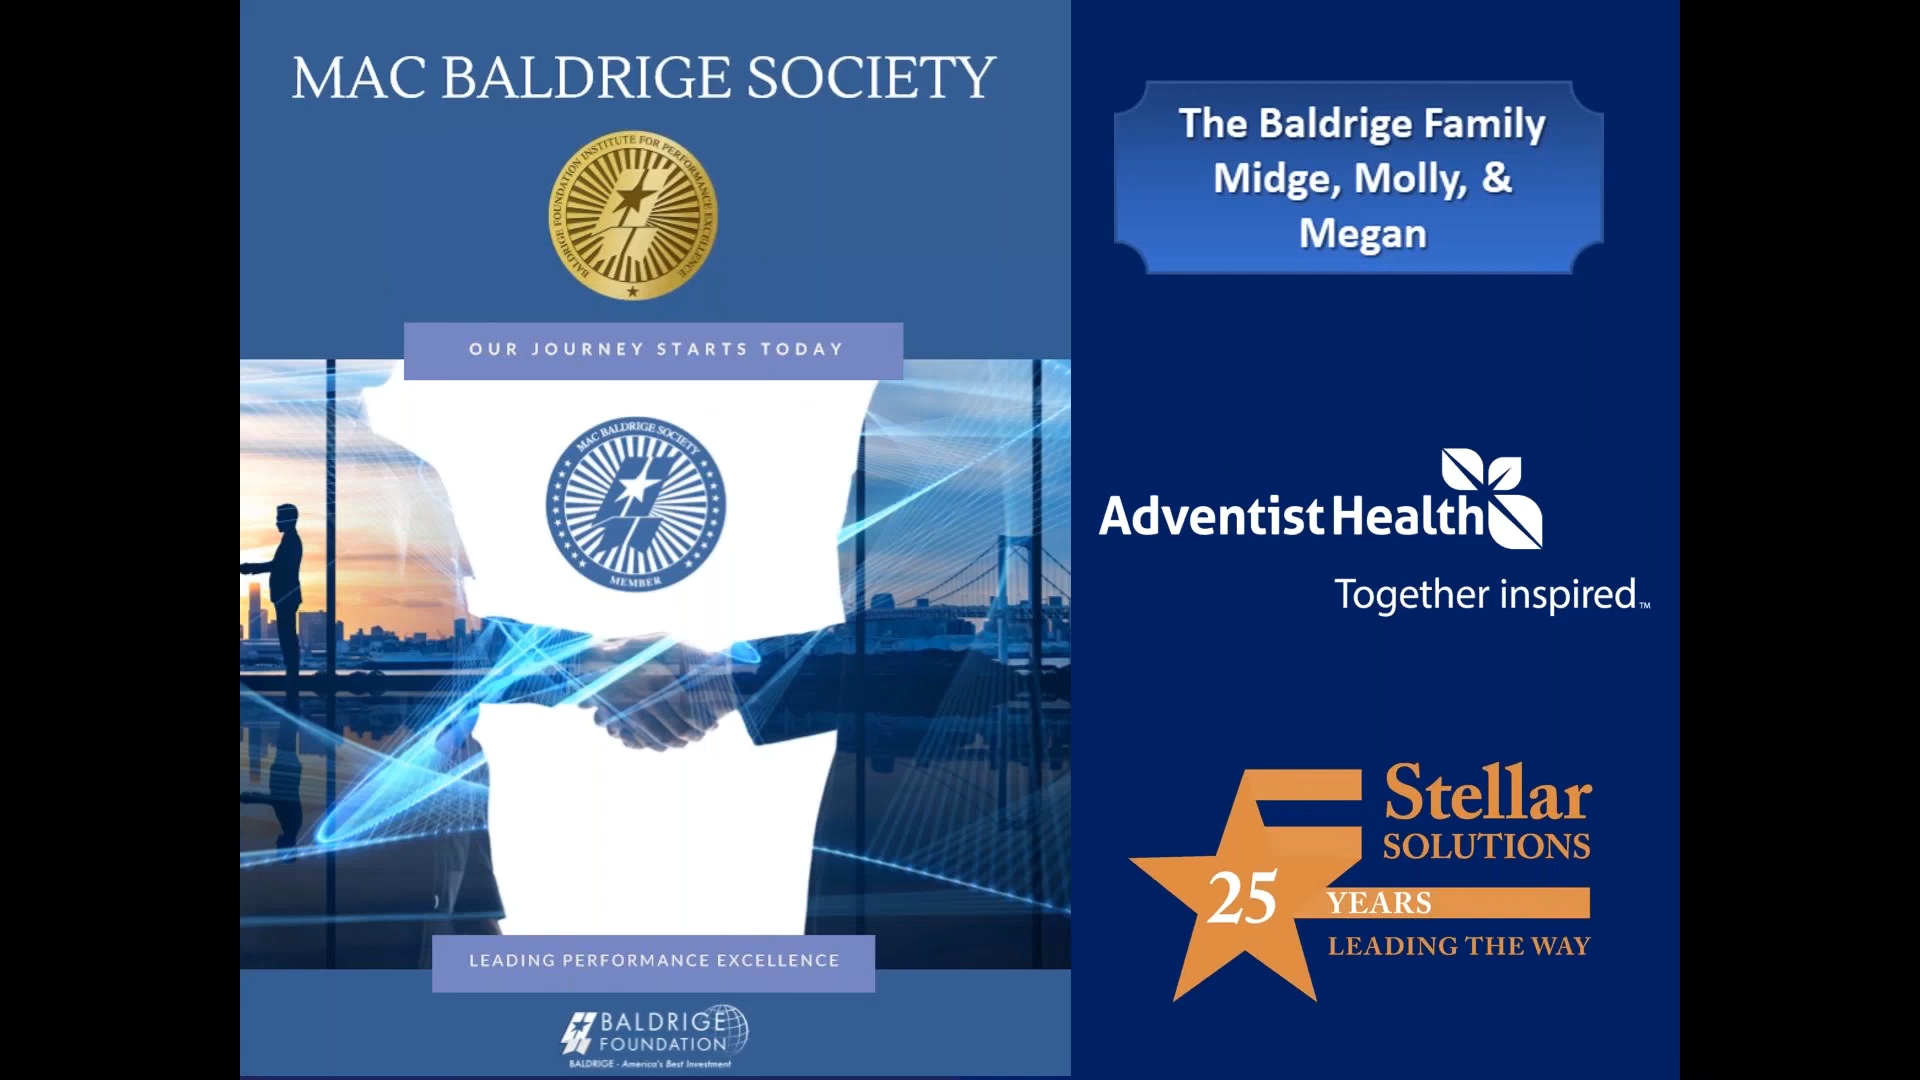 MAC BALDRIGE SOCIETY
BALDRIGE FOUNDATION INSTITUTE FOR PERFORMANCE EXCELLENCE
OUR JOURNEY STARTS TODAY
MAC BALDRIGE SOCIETY
MEMBER
LEADING PERFORMANCE EXCELLENCE
BALDRIGE
FOUNDATION
BALDRIGE - America's Best Investment
The Baldrige Family
Midge, Molly, &
Megan
Adventist Health
Together inspired™
Stellar
SOLUTIONS
25
YEARS
LEADING THE WAY